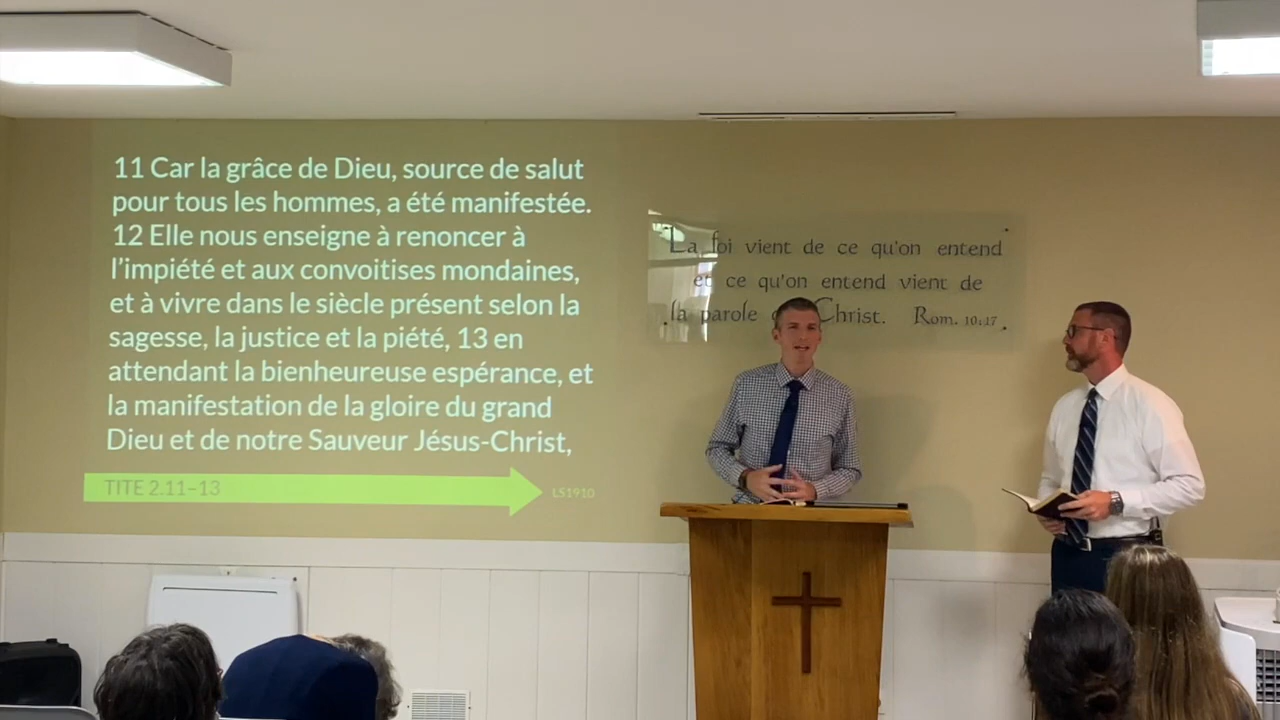 11 Car la grâce de Dieu, source de salut
pour tous les hommes, a été manifestée.
12 Elle nous enseigne à renoncer à
l’impiété et aux convoitises mondaines,
et à vivre dans le siècle présent selon la
sagesse, la justice et la piété, 13 en
attendant la bienheureuse espérance, et
la manifestation de la gloire du grand
Dieu et de notre Sauveur Jésus-Christ,
TITE 2.11–13
LS1910
La foi vient de ce qu'on entend
et ce qu'on entend vient de
la parole Christ. Rom. 10:17